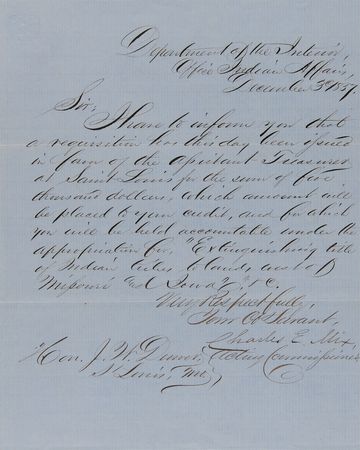 Department of the Interior,
Office Indian Affairs,
December 3d 1857.
Sir,
I have to inform you that
a requisition has this day been issued
in favor of the assistant Treasurer
at Saint Louis for the sum of five
thousand dollars, which amount will
be placed to your credit, and for which
you will be held accountable under the
appropriation for, "Extinguishing title
of Indian tribes to lands west of
Missouri and Iowa" &c.
Very Respectfully,
Your Ob Servant,
Charles E. Mix,
Hon. J. W. Denver, Acting Commissioner
St Louis, Mo.